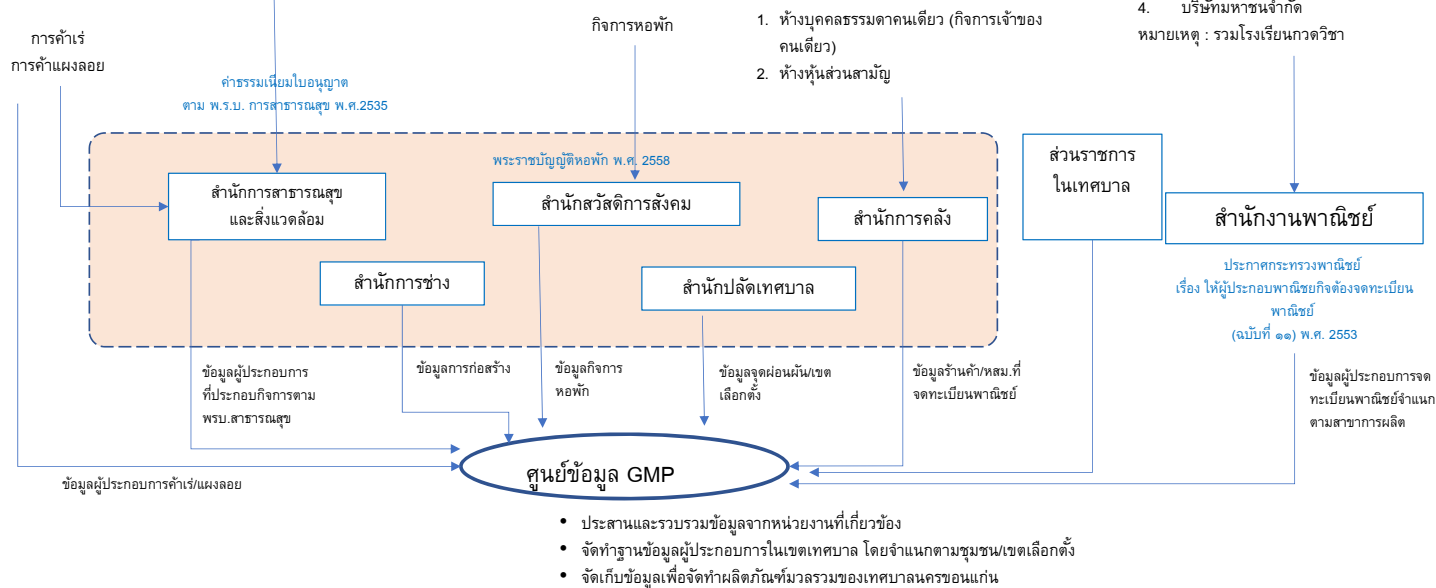 4. บริษัทมหาชนจำกัด
หมายเหตุ : รวมโรงเรียนกวดวิชา
1. ห้างบุคคลธรรมดาคนเดียว (กิจการเจ้าของ
คนเดียว)
2. ห้างหุ้นส่วนสามัญ
กิจการหอพัก
การค้าเร่
การค้าแผงลอย
ค่าธรรมเนียมใบอนุญาต
ตาม พ.ร.บ. การสาธารณสุข พ.ศ.2535
พระราชบัญญัติหอพัก พ.ศ. 2558
สำนักการสาธารณสุข
และสิ่งแวดล้อม
สำนักสวัสดิการสังคม
สำนักการคลัง
ส่วนราชการ
ในเทศบาล
สำนักงานพาณิชย์
สำนักการช่าง
สำนักปลัดเทศบาล
ประกาศกระทรวงพาณิชย์
เรื่อง ให้ผู้ประกอบพาณิชยกิจต้องจดทะเบียน
พาณิชย์
(ฉบับที่ ๑๑) พ.ศ. 2553
ข้อมูลผู้ประกอบการ
ที่ประกอบกิจการตาม
พรบ.สาธารณสุข
ข้อมูลการก่อสร้าง
ข้อมูลกิจการ
หอพัก
ข้อมูลจุดผ่อนผัน/เขต
เลือกตั้ง
ข้อมูลร้านค้า/หสม.ที่
จดทะเบียนพาณิชย์
ข้อมูลผู้ประกอบการจด
ทะเบียนพาณิชย์จำแนก
ตามสาขาการผลิต
ศูนย์ข้อมูล GMP
ข้อมูลผู้ประกอบการค้าเร่/แผงลอย
• ประสานและรวบรวมข้อมูลจากหน่วยงานที่เกี่ยวข้อง
• จัดทำฐานข้อมูลผู้ประกอบการในเขตเทศบาล โดยจำแนกตามชุมชน/เขตเลือกตั้ง
• จัดเก็บข้อมูลเพื่อจัดทำผลิตภัณฑ์มวลรวมของเทศบาลนครขอนแก่น